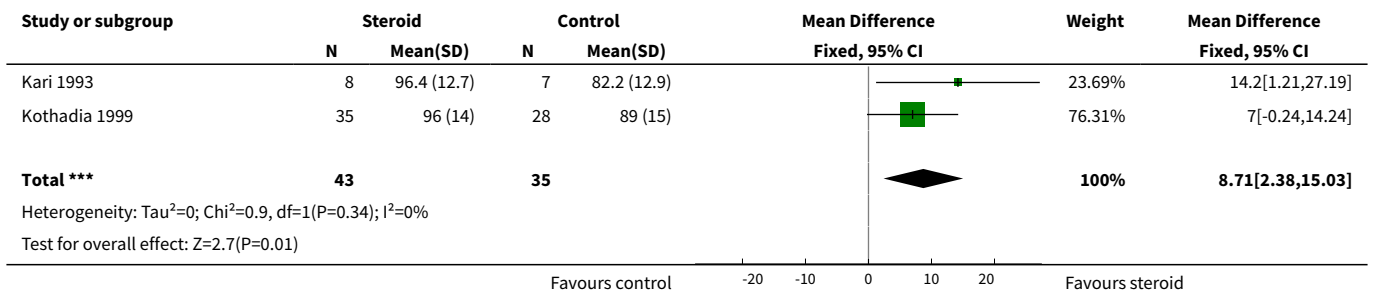 Study or subgroup Steroid Control Mean Difference Weight Mean Difference
N Mean(SD) N Mean(SD) Fixed, 95% CI Fixed, 95% CI
Kari 1993 8 96.4 (12.7) 7 82.2 (12.9) 23.69% 14.2[1.21,27.19]
Kothadia 1999 35 96 (14) 28 89 (15) 76.31% 7[-0.24,14.24]
Total *** 43 35 100% 8.71[2.38,15.03]
Heterogeneity: Tau²=0; Chi²=0.9, df=1(P=0.34); I²=0%
Test for overall effect: Z=2.7(P=0.01)
Favours control -20 -10 0 10 20 Favours steroid